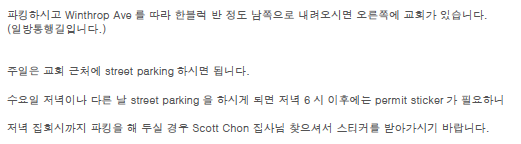 파킹하시고 Winthrop Ave 를 따라 한블럭 반 정도 남쪽으로 내려오시면 오른쪽에 교회가 있습니다.
(일방통행길입니다.)
주일은 교회 근처에 street parking 하시면 됩니다.
수요일 저녁이나 다른 날 street parking 을 하시게 되면 저녁 6 시 이후에는 permit sticker 가 필요하니
저녁 집회시까지 파킹을 해 두실 경우 Scott Chon 집사님 찾으셔서 스티커를 받아가시기 바랍니다.